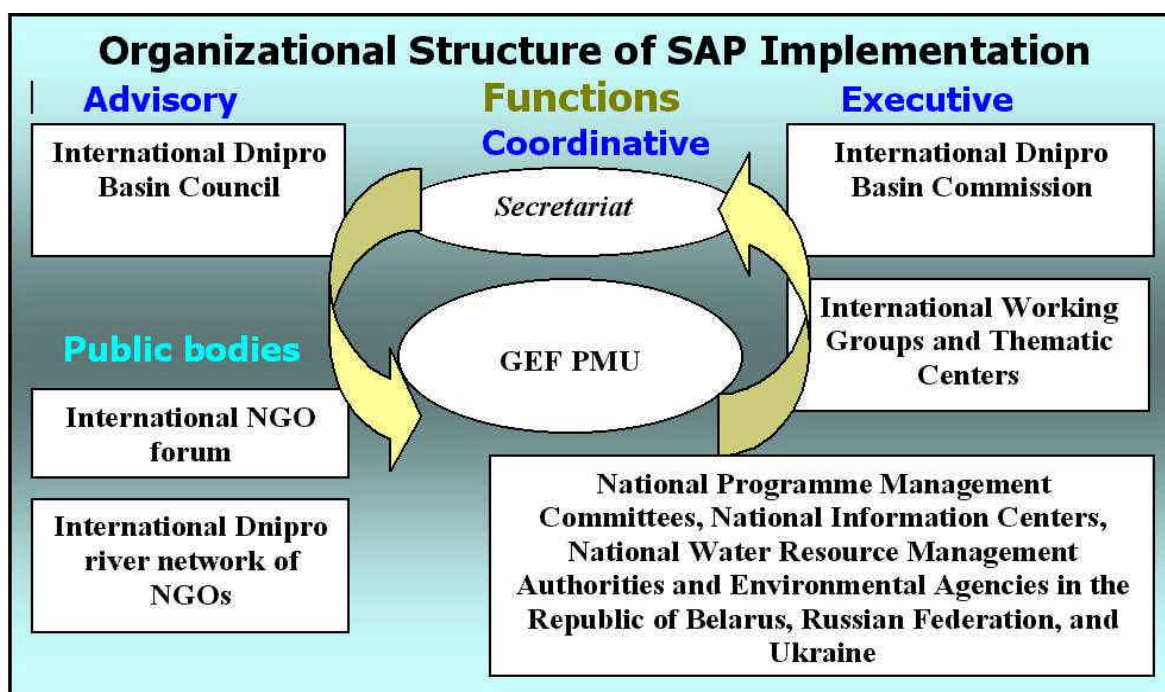 Organizational Structure of SAP Implementation
Advisory
Functions
Executive
Coordinative
International Dnipro
Basin Council
Secretariat
International Dnipro
Basin Commission
Public bodies
GEF PMU
International Working
Groups and Thematic
Centers
International NGO
forum
International Dnipro
river network of
NGOs
National Programme Management
Committees, National Information Centers,
National Water Resource Management
Authorities and Environmental Agencies in the
Republic of Belarus, Russian Federation, and
Ukraine